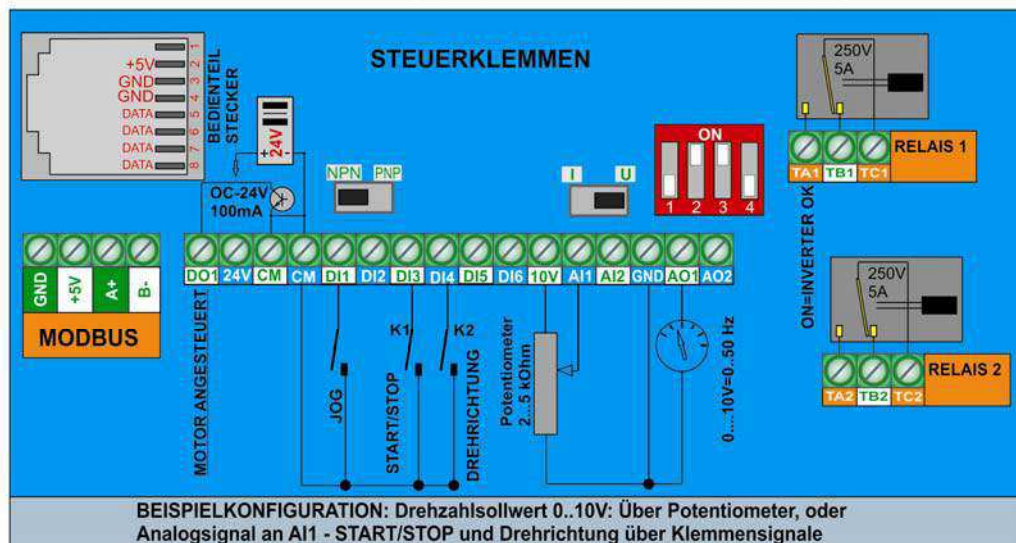 STEUERKLEMMEN
1
+5V 2
GND 3
GND 4
DATA 5
DATA 6
DATA 7
DATA 8
BEDIENTEIL
STECKER
+ 24V -
OC-24V
100mA
NPN PNP
I U
ON
1 2 3 4
250V
5A
RELAIS 1
TA1 TB1 TC1
ON=INVERTER OK
250V
5A
RELAIS 2
TA2 TB2 TC2
GND +5V A+ B-
MODBUS
DO1 24V CM CM DI1 DI2 DI3 DI4 DI5 DI6 10V AI1 AI2 GND AO1 AO2
MOTOR ANGESTEUERT
JOG
K1
START/STOP
K2
DREHRICHTUNG
Potentiometer
2...5 kOhm
0....10V=0..50 Hz
BEISPIELKONFIGURATION: Drehzahlsollwert 0..10V: Über Potentiometer, oder
Analogsignal an AI1 - START/STOP und Drehrichtung über Klemmensignale